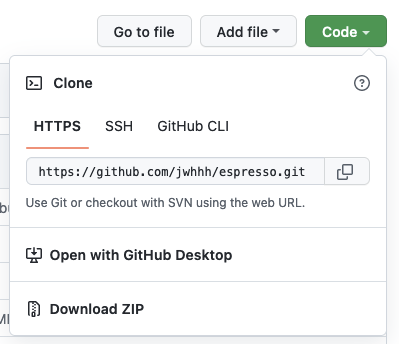 Go to file Add file Code
Clone
HTTPS SSH GitHub CLI
https://github.com/jwhhh/espresso.git
Use Git or checkout with SVN using the web URL.
Open with GitHub Desktop
Download ZIP